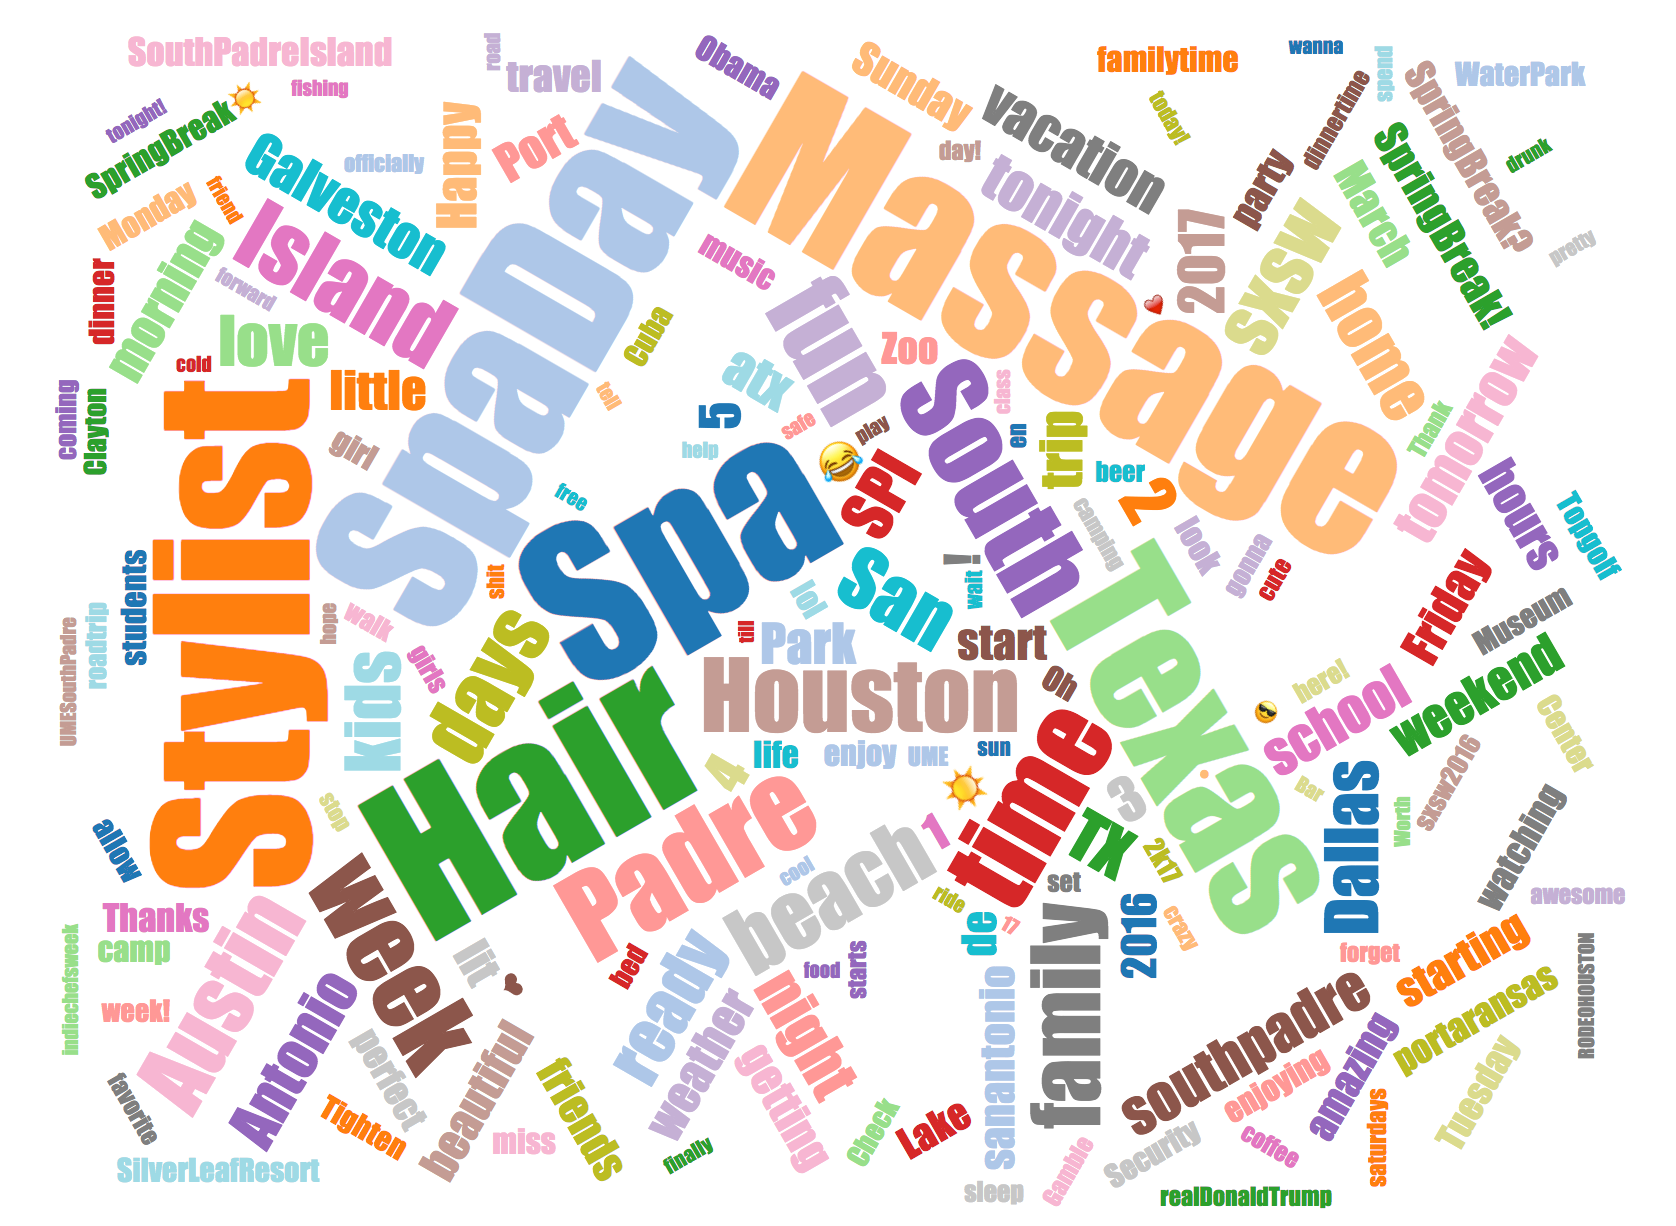 SouthPadreIsland
road
travel
Obama
Sunday
familytime
wanna
spend
WaterPark
fishing
tonight!
SpringBreak☀️
Galveston
officially
Happy
Port
SpaDay
Massage
day!
vacation
today!
dinnertime
SpringBreak?
drunk
Monday
friend
Island
tonight
party
March
SpringBreak!
pretty
dinner
morning
forward
music
2017
❤️
sxsw
home
love
cold
Cuba
fun
Zoo
tomorrow
coming
Clayton
little
girl
tell
atx
5
safe
help
play
😂
South
class
en
trip
beer
2
Thank
hours
Topgolf
Stylist
free
Spa
SPI
camping
look
gonna
cute
students
shit
San
!
wait
lol
Texas
Friday
Museum
UMESouthPadre
roadtrip
hope
walk
girls
days
kids
till
Park
start
Houston
Oh
here!
😎
school
weekend
Center
stop
Hair
4
life
enjoy
UME
sun
☀️
time
3
Bar
Dallas
Worth
sxsw2016
watching
allow
week
Padre
cool
beach
1
TX
2k17
set
ride
17
de
2016
crazy
awesome
Thanks
camp
indiechefsweek
week!
Austin
Antonio
lit
❤️
bed
ready
food
starts
night
family
forget
starting
RODEOHOUSTON
favorite
perfect
beautiful
weather
getting
santantonio
southpadre
enjoying
amazing
portaransas
Tuesday
Tighten
miss
friends
finally
Check
Lake
Gamble
Security
coffee
saturdays
SilverLeafResort
sleep
realDonaldTrump